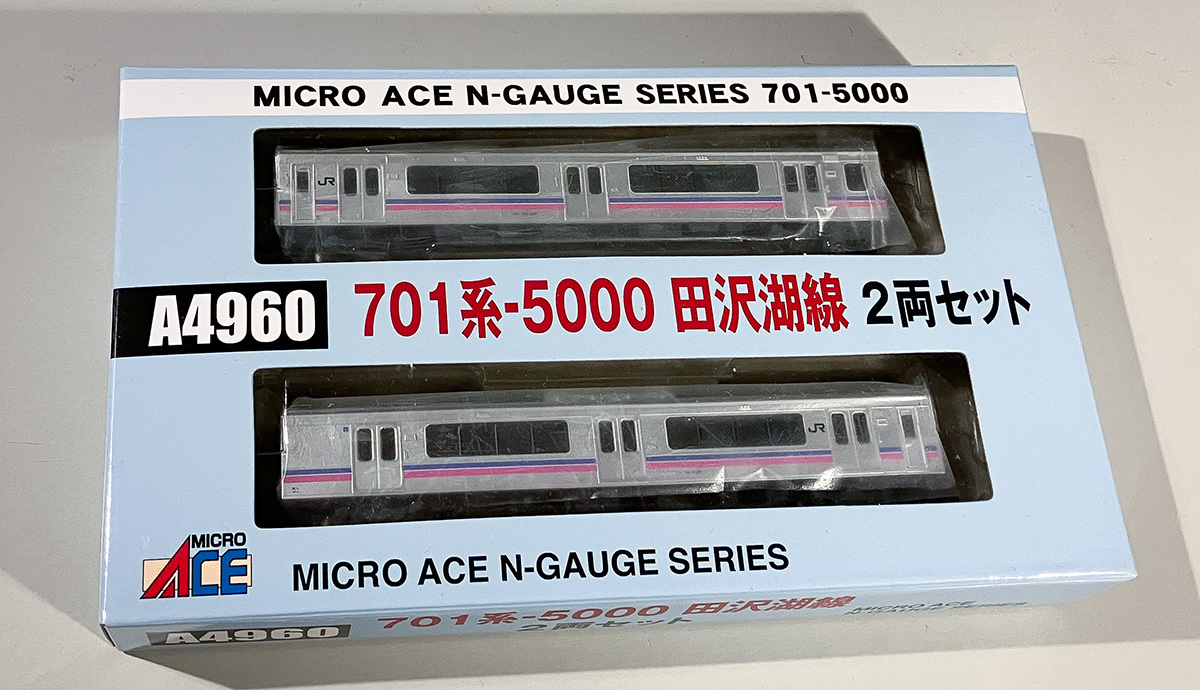 MICRO ACE N-GAUGE SERIES 701-5000
JR
A4960
701系-5000 田沢湖線 2両セット
JR
MICRO
ACE
MICRO ACE N-GAUGE SERIES
A4960
701系-5000 田沢湖線
2両セット
MICRO ACE